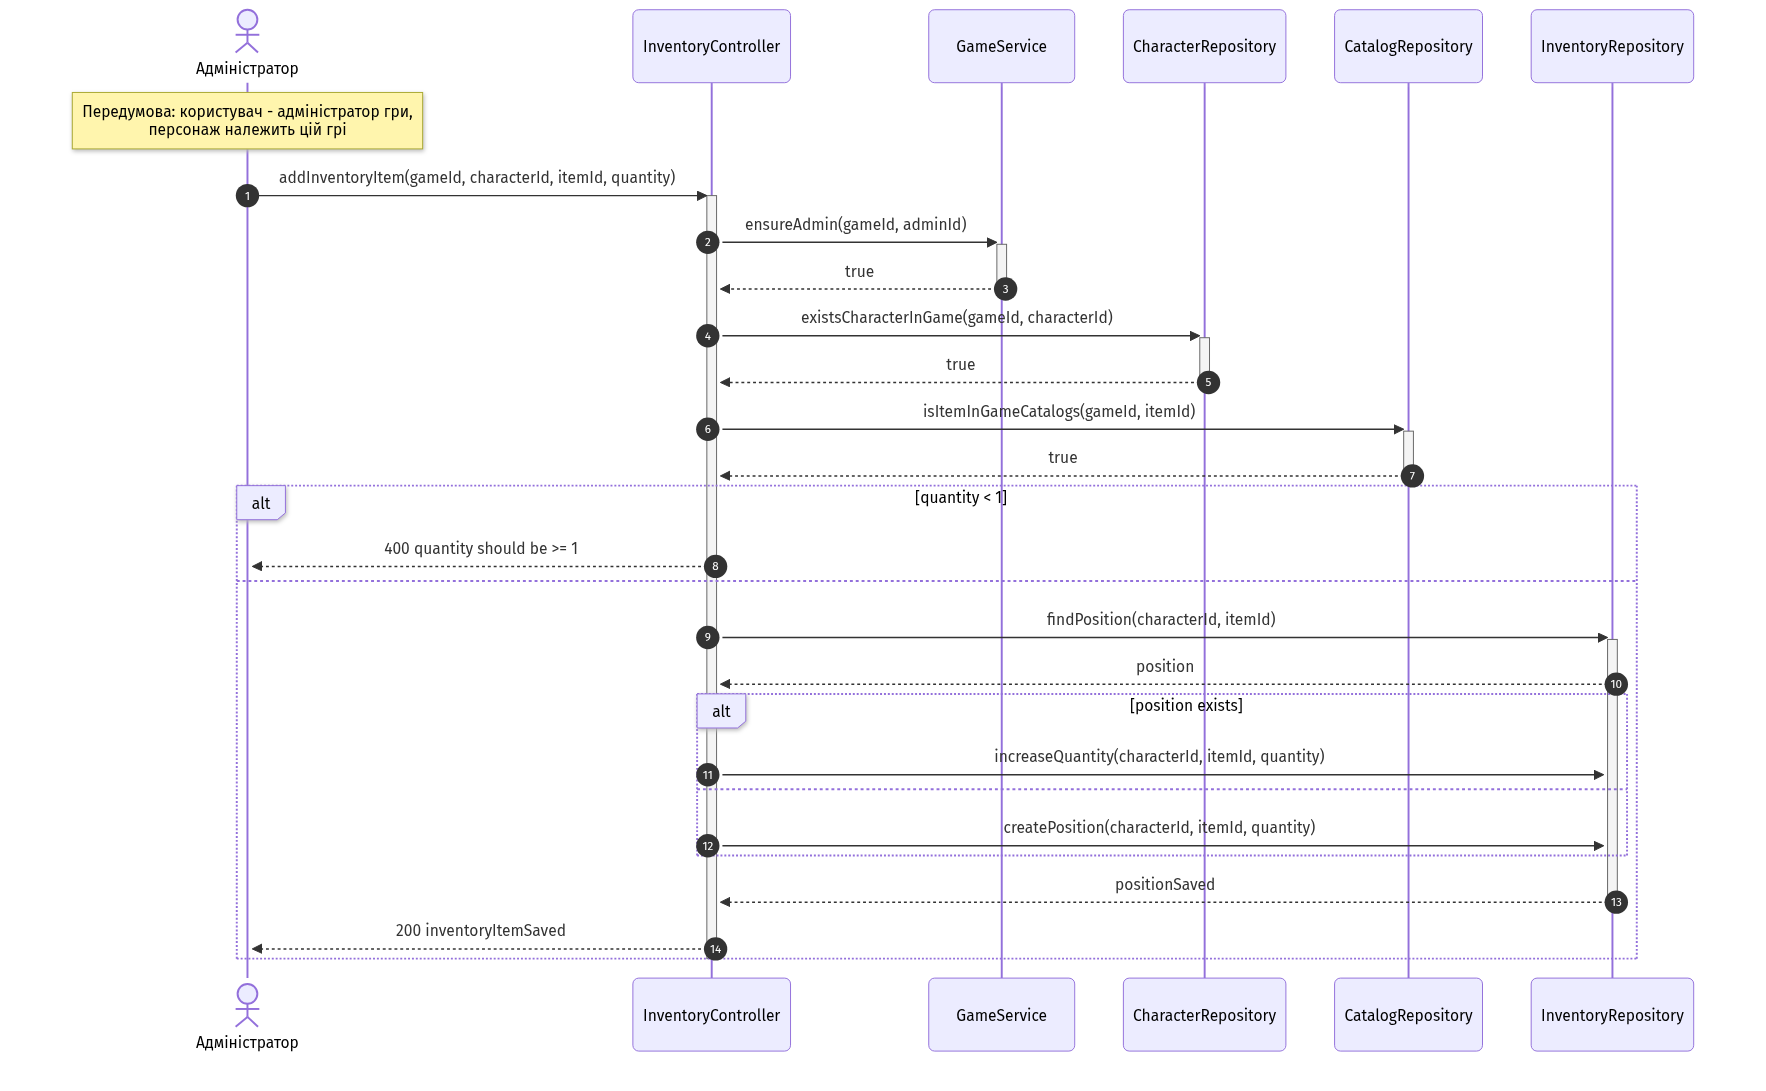 Адміністратор
InventoryController
GameService
CharacterRepository
CatalogRepository
InventoryRepository
Передумова: користувач - адміністратор гри,
персонаж належить цій грі
addInventoryItem(gameId, characterId, itemId, quantity)
1
ensureAdmin(gameId, adminId)
2
true
3
existsCharacterInGame(gameId, characterId)
4
true
5
isItemInGameCatalogs(gameId, itemId)
6
true
7
alt
[quantity < 1]
400 quantity should be >= 1
8
findPosition(characterId, itemId)
9
position
10
alt
[position exists]
increaseQuantity(characterId, itemId, quantity)
11
createPosition(characterId, itemId, quantity)
12
positionSaved
13
200 inventoryItemSaved
14
InventoryController
GameService
CharacterRepository
CatalogRepository
InventoryRepository
Адміністратор